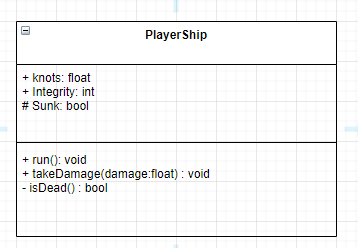 PlayerShip
+ knots: float
+ Integrity: int
# Sunk: bool
+ run(): void
+ takeDamage(damage:float) : void
- isDead() : bool